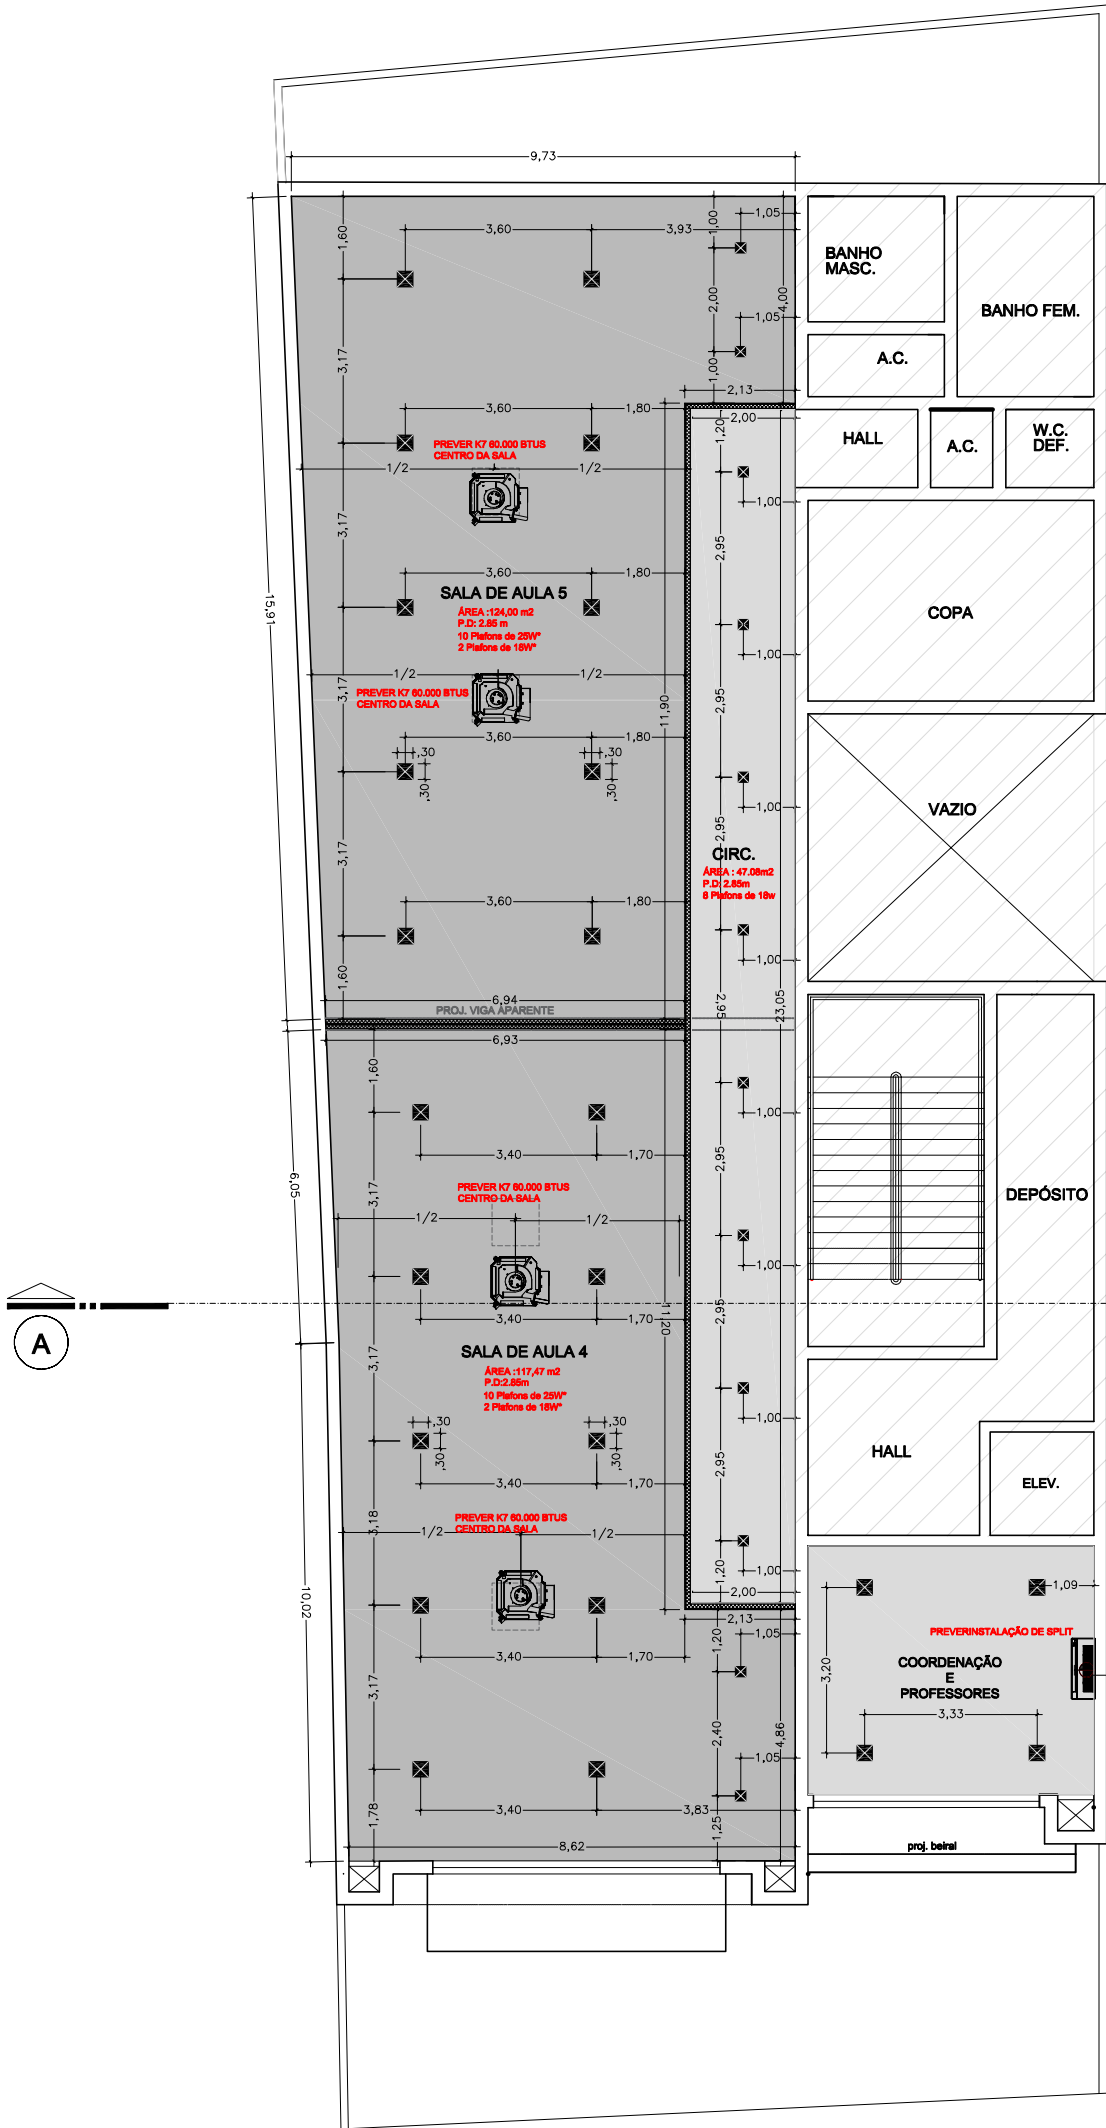 9,73
1,60
3,60
3,93
1,00
1,05
BANHO
MASC.
BANHO FEM.
2,00
4,00
1,05
3,17
1,00
A.C.
2,13
3,60
1,80
2,00
1,20
HALL
A.C.
W.C.
DEF.
PREVER K7 60.000 BTUS
CENTRO DA SALA
1/2
1/2
1,00
3,17
2,95
3,60
1,80
SALA DE AULA 5
ÁREA :124,00 m2
P.D: 2.85 m
10 Plafons de 25W*
2 Plafons de 18W*
15,91
COPA
1,00
1/2
1/2
PREVER K7 60.000 BTUS
CENTRO DA SALA
3,17
11,90
2,95
3,60
1,80
,30
,30
,30
,30
1,00
VAZIO
3,17
2,95
CIRC.
ÁREA : 47.08m2
P.D: 2.85m
8 Plafons de 18w
3,60
1,80
1,60
1,00
6,94
PROJ. VIGA APARENTE
2,95
23,05
6,93
1,60
1,00
3,40
1,70
2,95
6,05
PREVER K7 60.000 BTUS
CENTRO DA SALA
DEPÓSITO
3,17
1/2
1/2
1,00
3,40
1,70
11,20
2,95
A
SALA DE AULA 4
ÁREA :117,47 m2
P.D:2.85m
10 Plafons de 25W*
2 Plafons de 18W*
3,17
,30
,30
1,00
,30
,30
HALL
3,40
1,70
2,95
ELEV.
PREVER K7 60.000 BTUS
CENTRO DA SALA
3,18
1/2
1/2
10,02
1,20
1,00
2,00
1,09
2,13
1,20
1,05
PREVERINSTALAÇÃO DE SPLIT
3,40
1,70
COORDENAÇÃO
E
PROFESSORES
3,20
3,17
3,33
2,40
4,86
1,05
3,40
3,83
1,78
1,25
8,62
proj. beiral